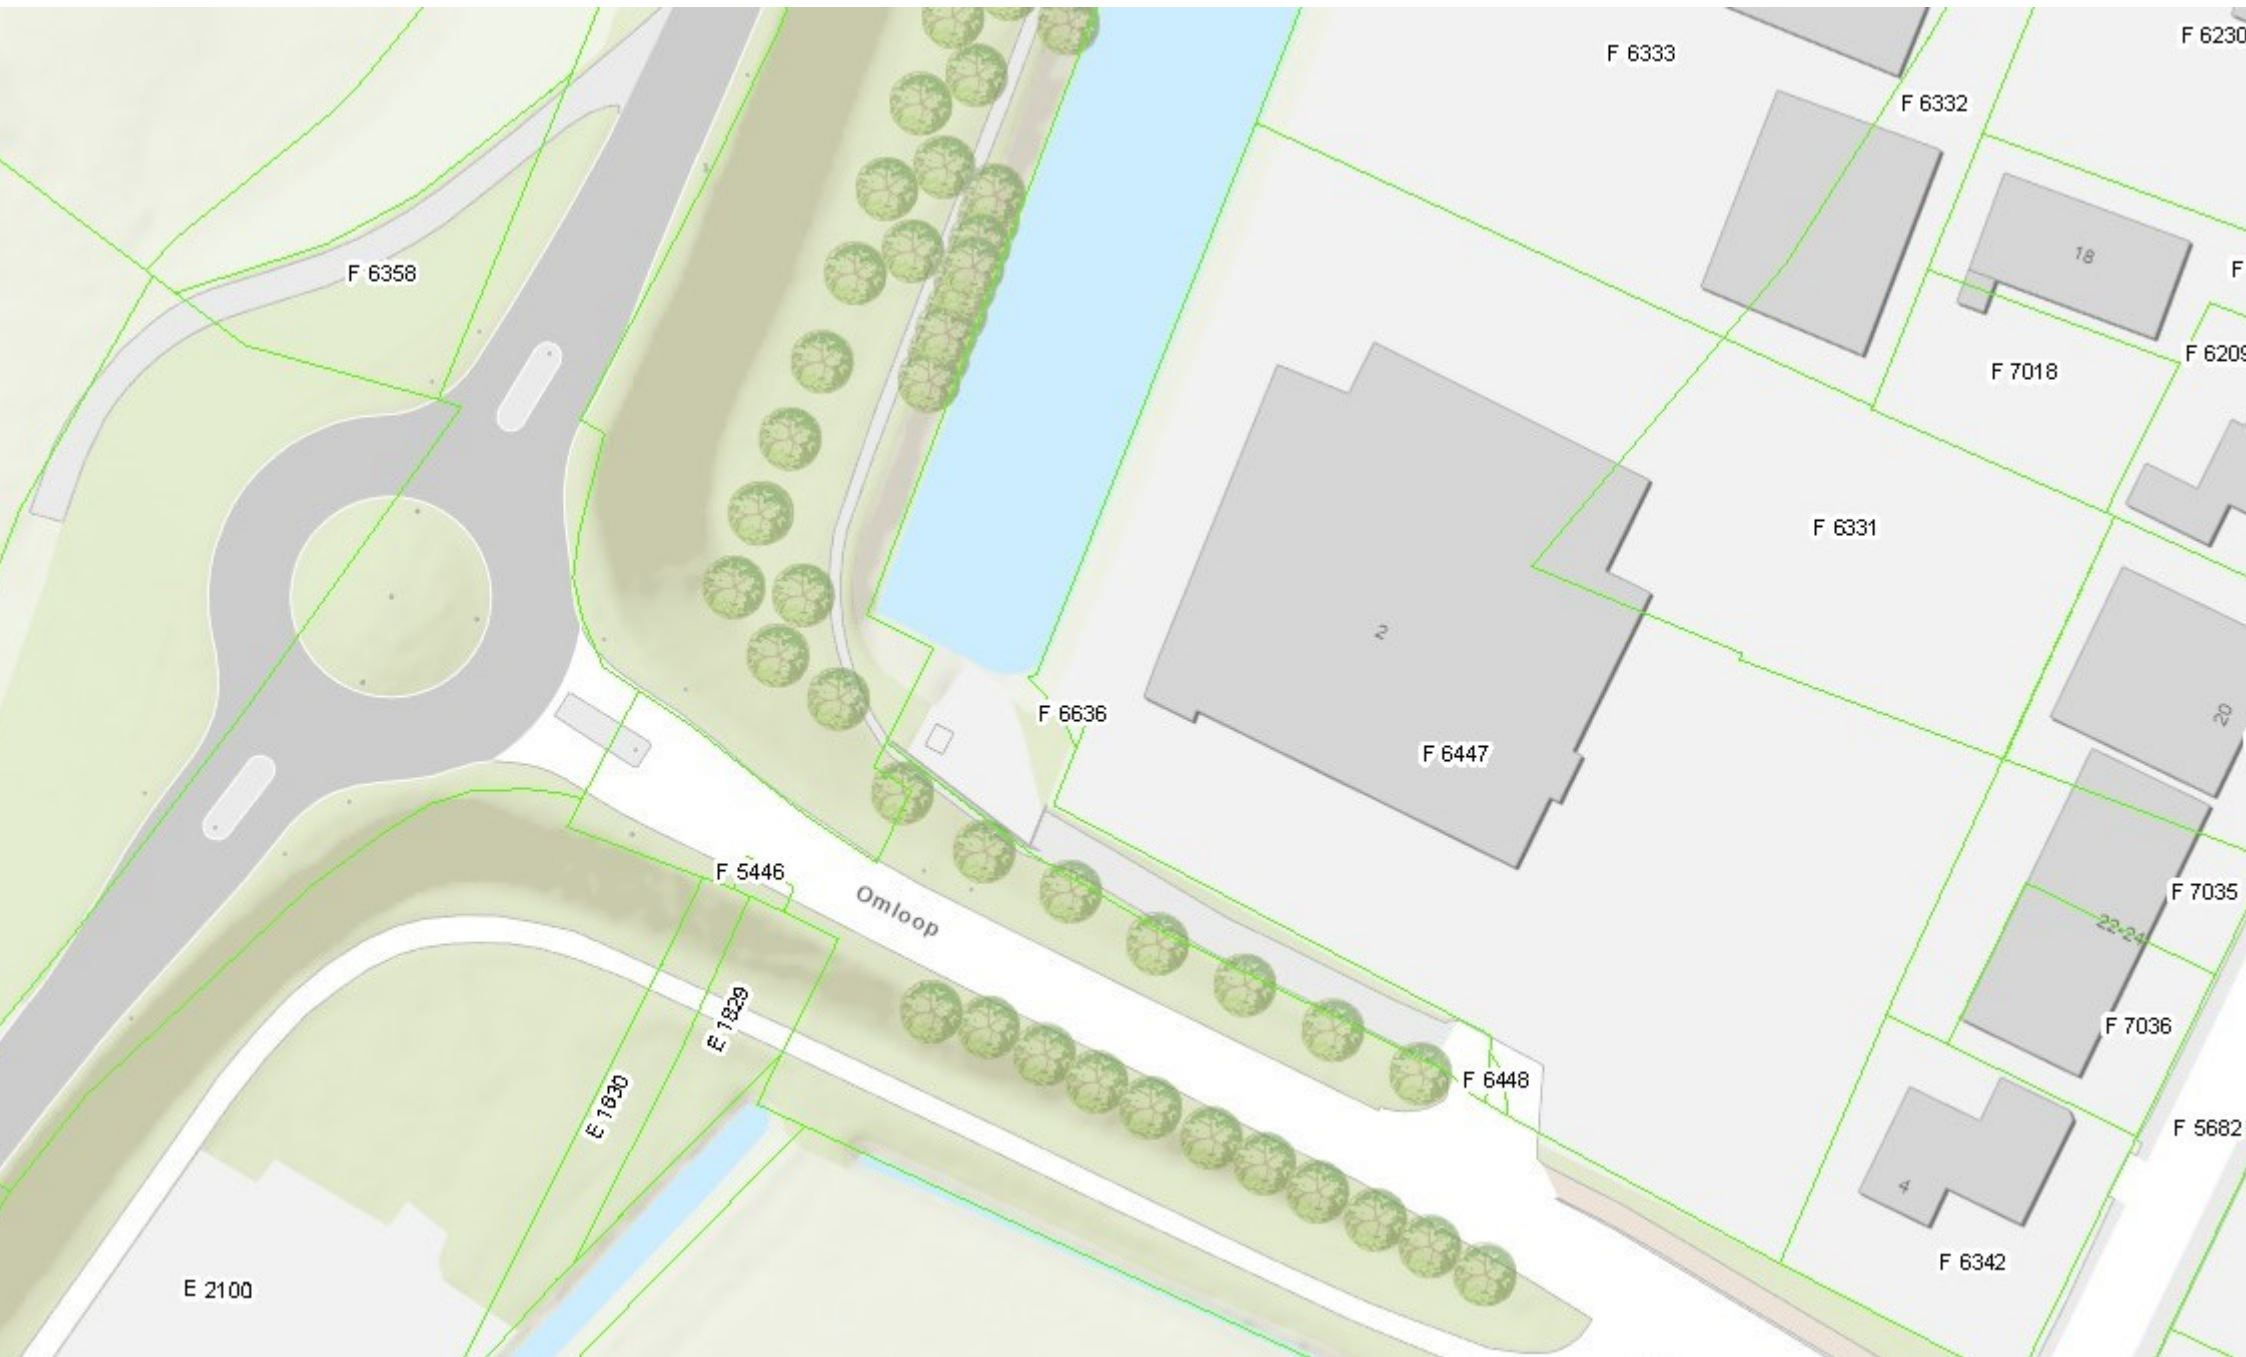 F 6230
F 6333
F 6332
18
F
F 6358
F 6209
F 7018
F 6331
2
F 6636
20
F 6447
F 5446
F 7035
Omloop
22-24
E 1829
F 7036
F 6448
E 1830
F 5682
4
F 6342
E 2100